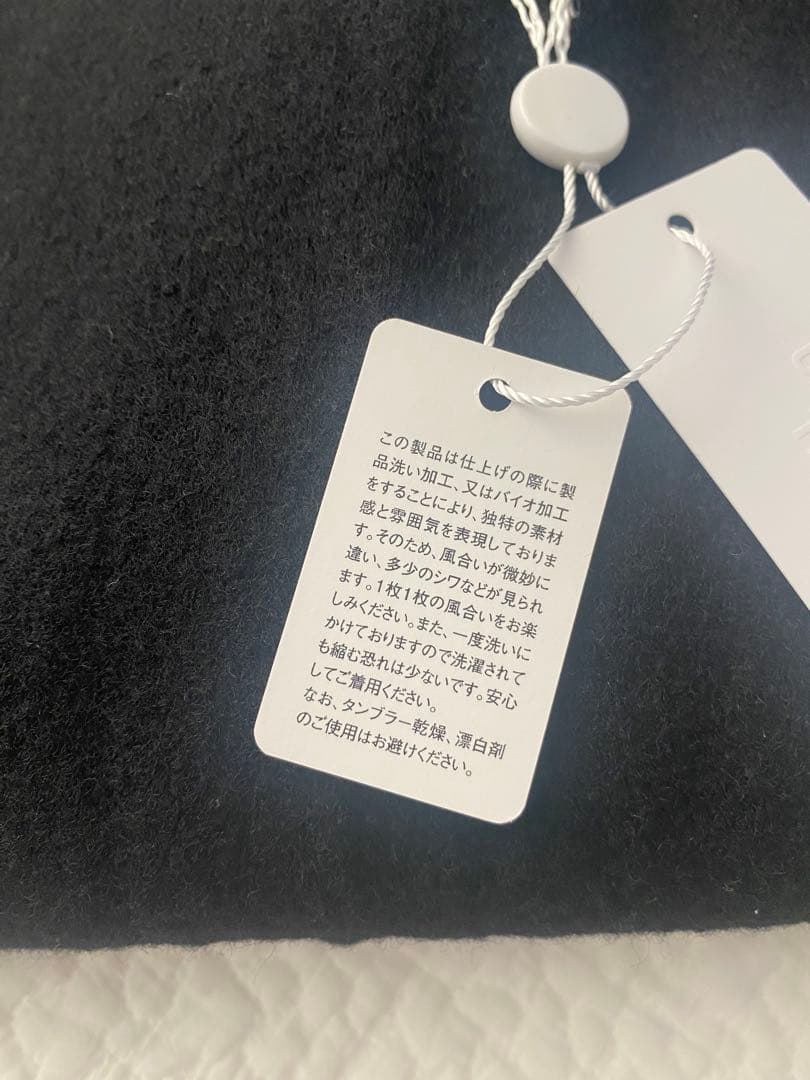 この製品は仕上げの際に製
品洗い加工、又はバイオ加工
をすることにより、独特の素材
感と雰囲気を表現しておりま
す。そのため、風合いが微妙に
違い、多少のシワなどが見られ
ます。1枚1枚の風合いをお楽
しみください。また、一度洗いに
かけておりますので洗濯されて
も縮む恐れは少ないです。安心
してご着用ください。
なお、タンブラー乾燥、漂白剤
のご使用はお避けください。